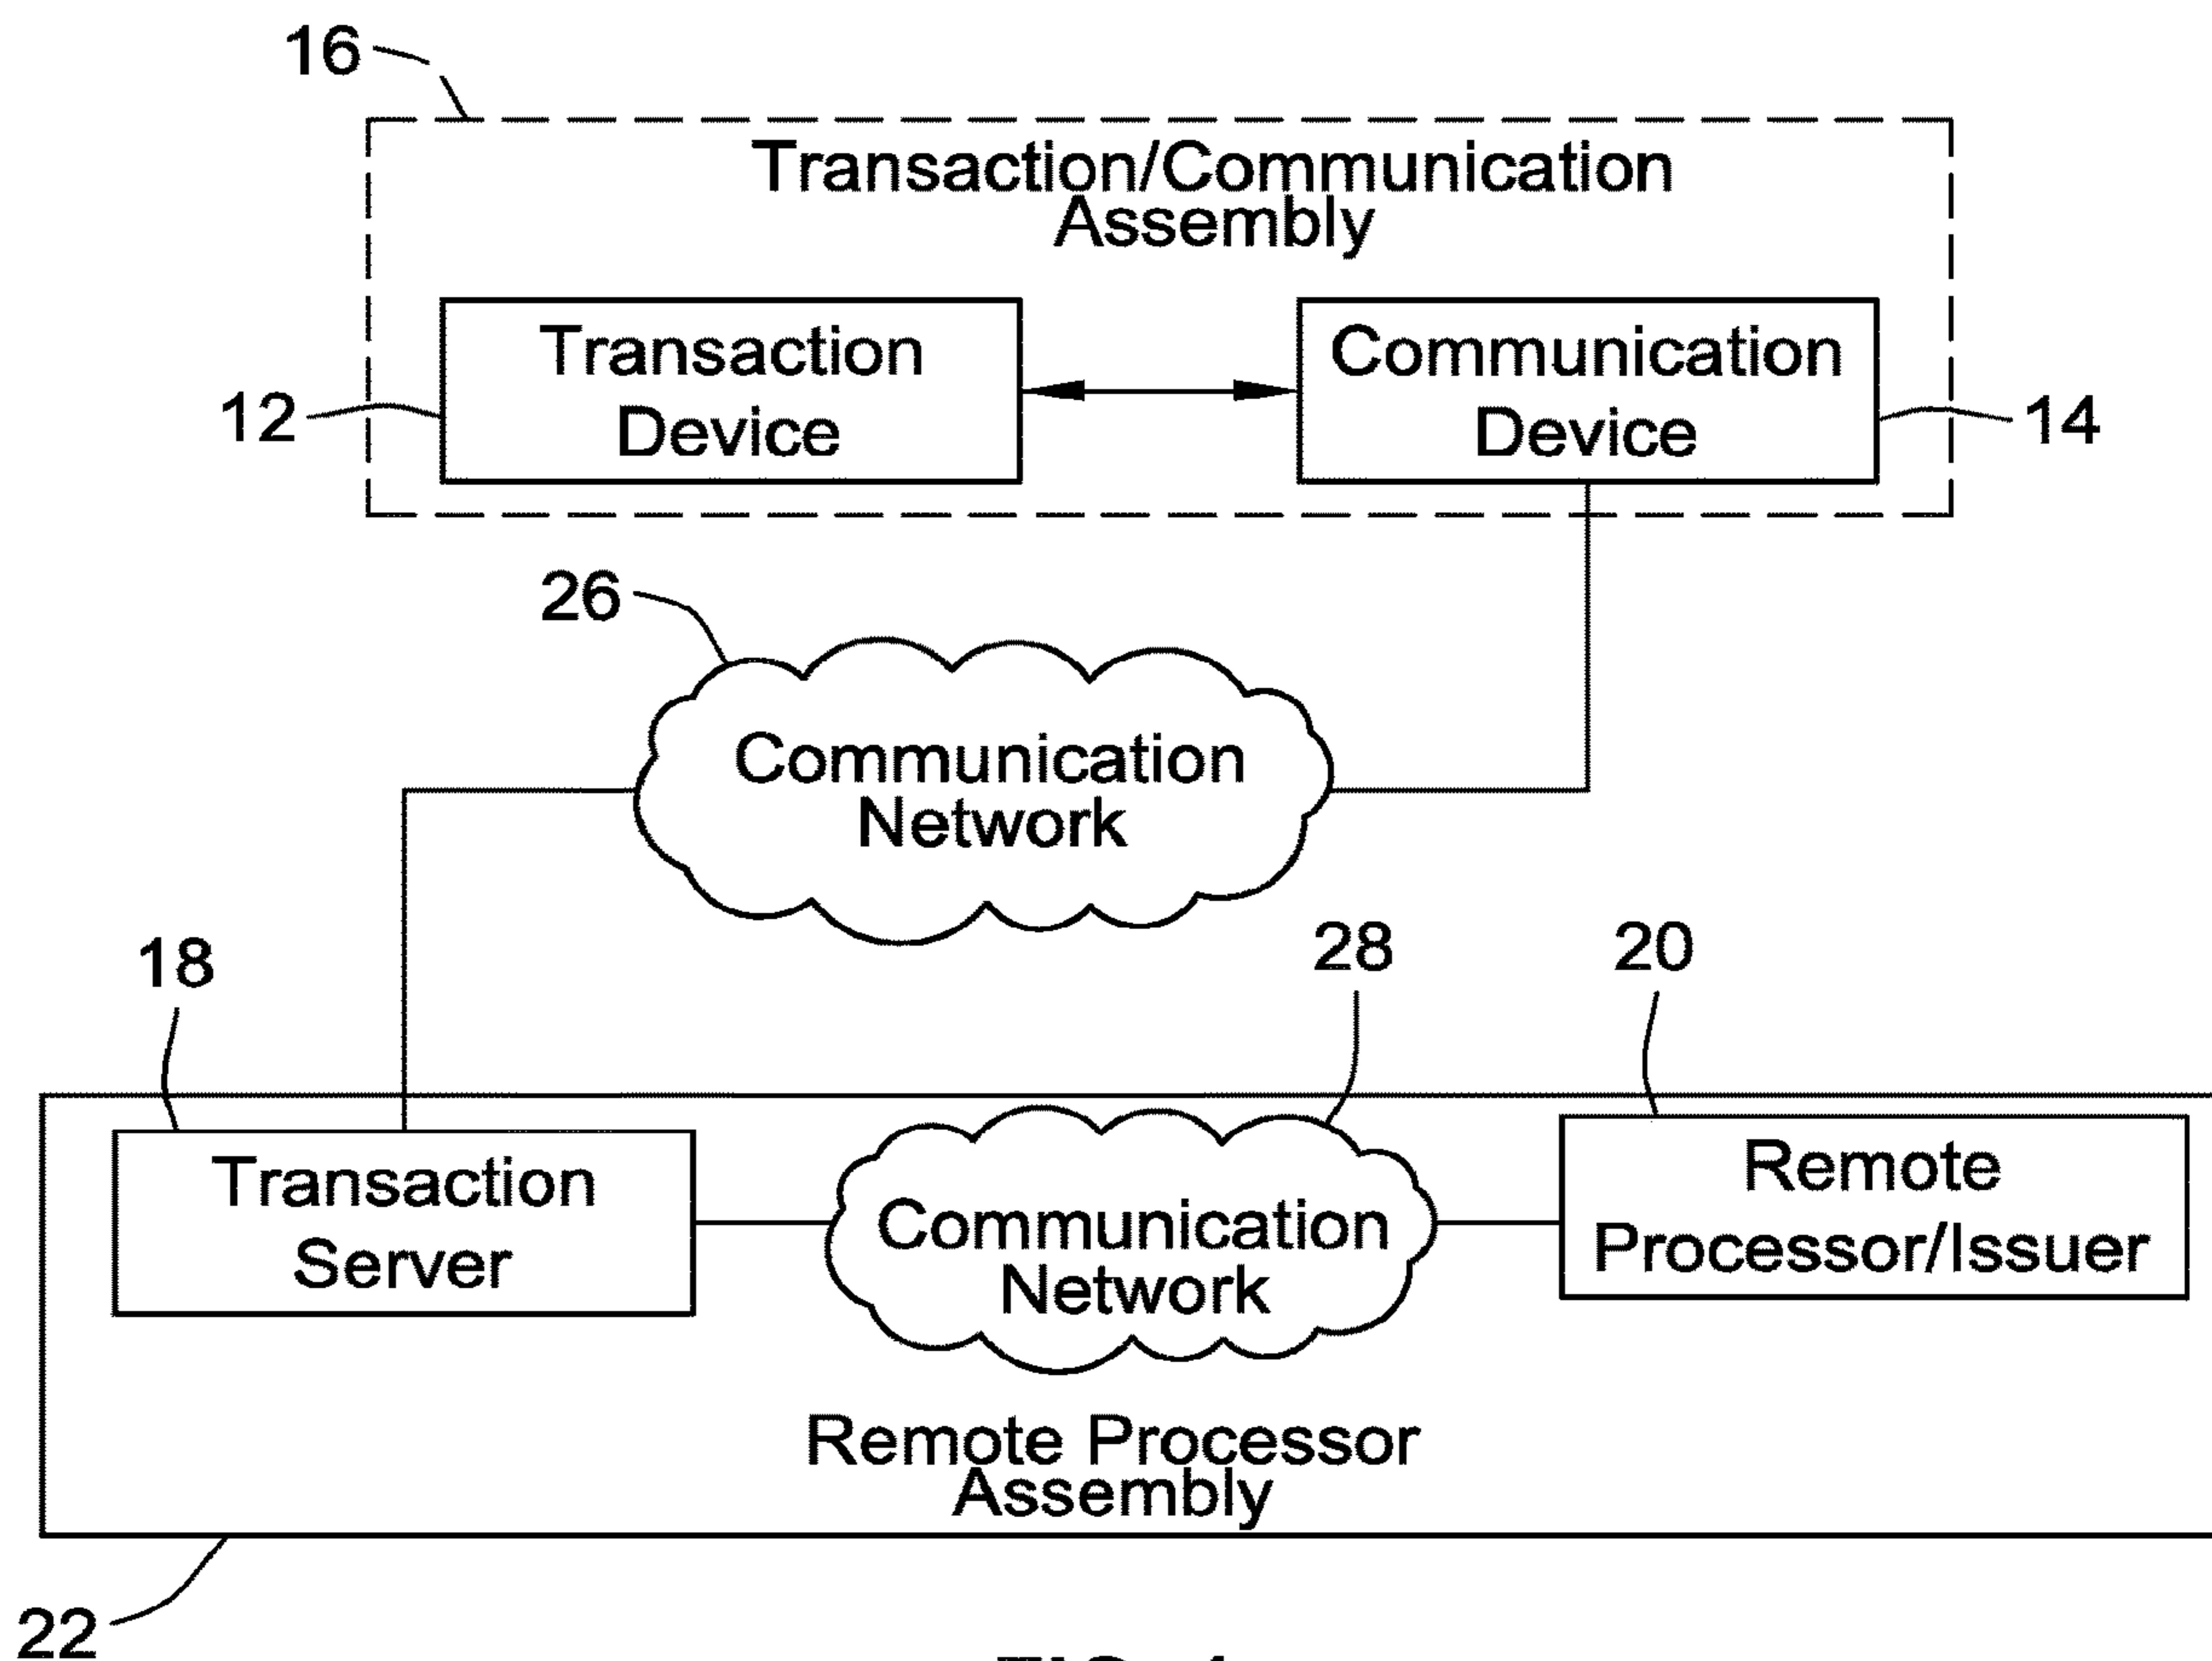 16
Transaction/Communication
Assembly
Transaction
Device
Communication
Device
12
14
26
Communication
Network
18
28
20
Transaction
Server
Communication
Network
Remote
Processor/Issuer
Remote Processor
Assembly
22